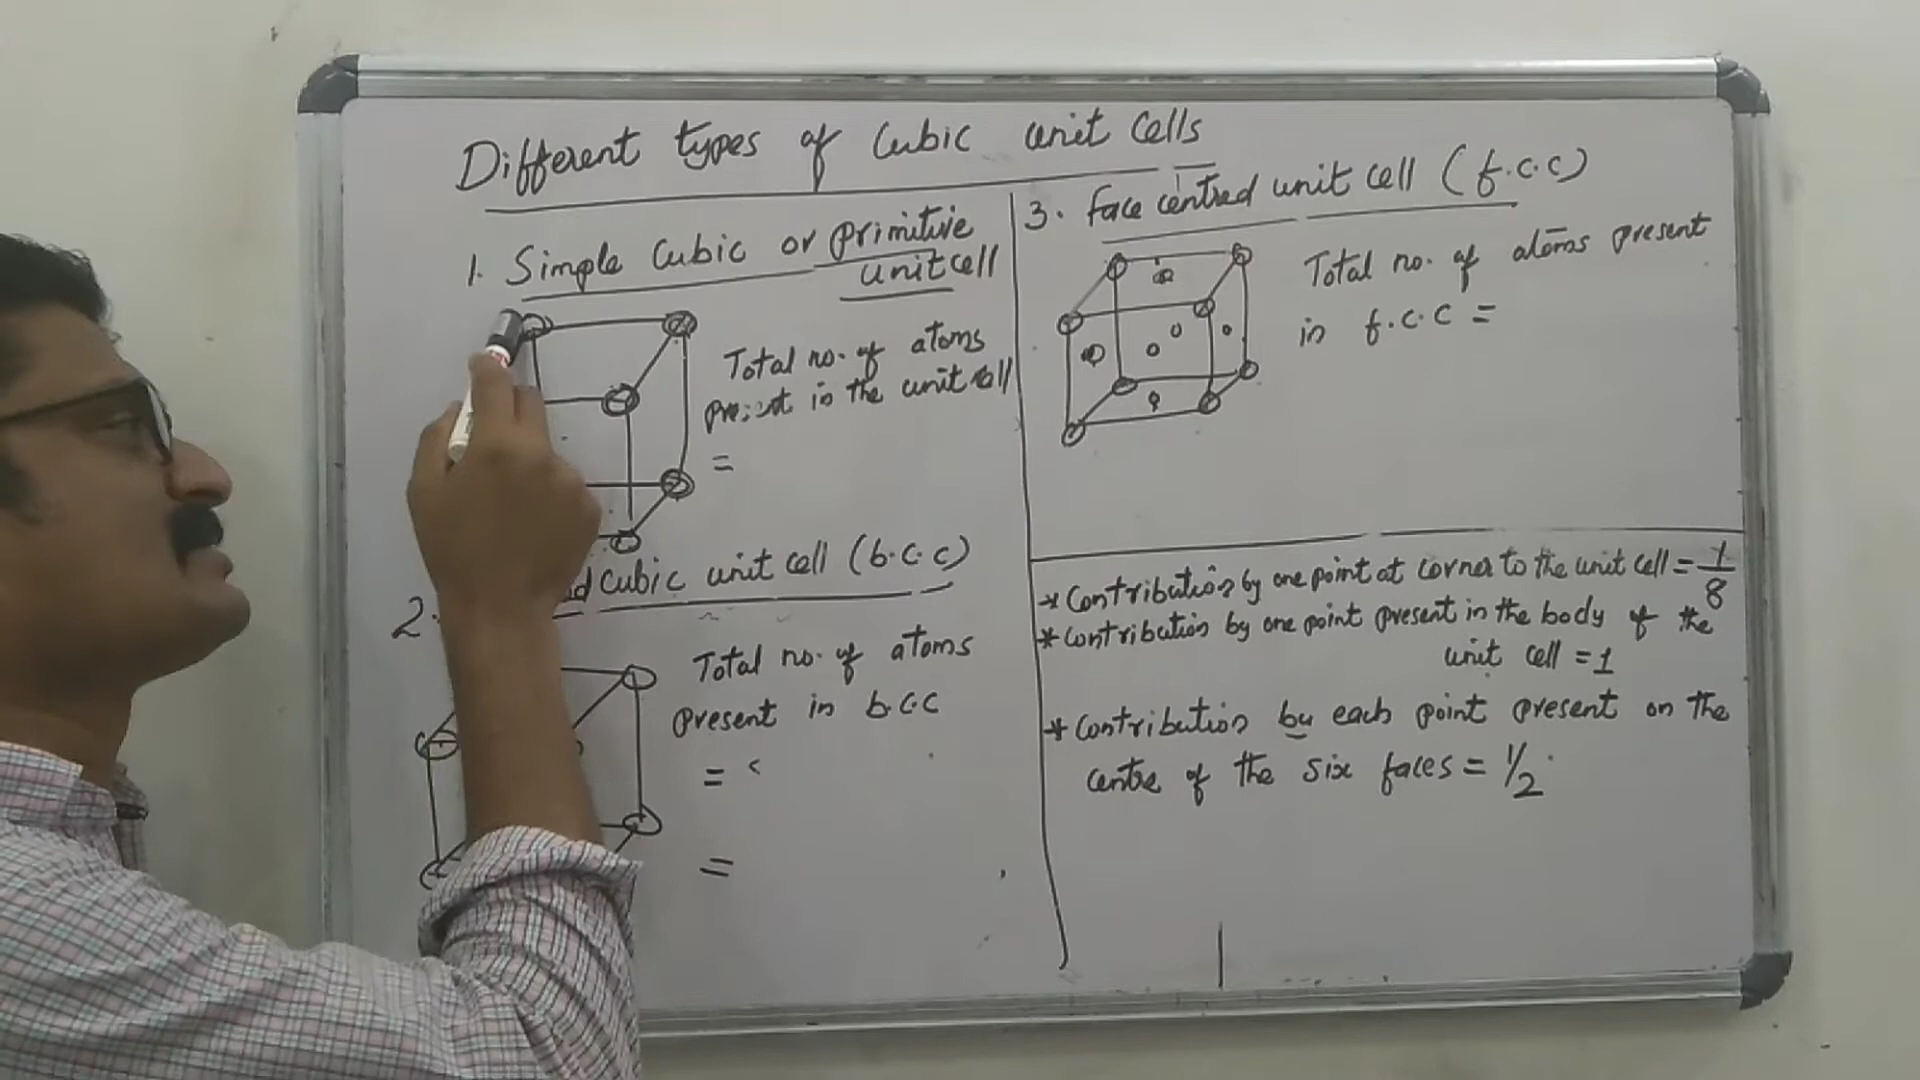 Different types of Cubic unit Cells
1. Simple Cubic or primitive
unit cell
Total no. of atoms
present in the unit cell
=
2.
cubic unit cell (b.c.c)
Total no. of atoms
present in b.c.c
=
=
3. Face centred unit cell (f.c.c)
Total no. of atoms present
in f.c.c =
* Contribution by one point at corner to the unit cell = 1/8
* Contribution by one point present in the body of the
unit cell = 1
* Contribution by each point present on the
centre of the six faces = 1/2